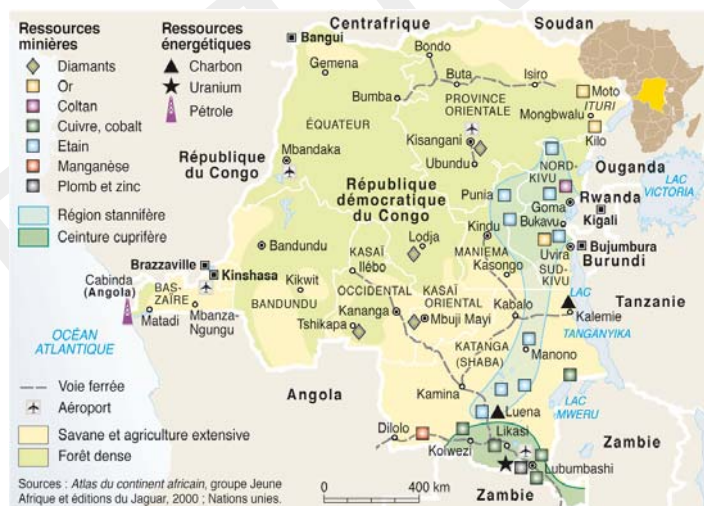 Ressources
minières
Diamants
Or
Coltan
Cuivre, cobalt
Etain
Manganèse
Plomb et zinc
Région stannifère
Ceinture cuprifère
Ressources
énergétiques
Charbon
Uranium
Pétrole
Centrafrique
Soudan
Bangui
Gemena
Bondo
Buta
Isiro
Bumba
PROVINCE
ORIENTALE
Moto
ITURI
Mongbwalu
Kilo
ÉQUATEUR
Kisangani
Ubundu
Mbandaka
République
du Congo
République
démocratique
du Congo
NORD-
KIVU
Ouganda
LAC
VICTORIA
Punia
Goma
Rwanda
Bukavu
Kigali
Kindu
Lodja
Bandundu
KASAÏ
Ilébo
MANIEMA
Kasongo
Uvira
SUD-
KIVU
Bujumbura
Burundi
Brazzaville
Kinshasa
Cabinda
(Angola)
BAS-
ZAÏRE
Kikwit
BANDUNDU
OCCIDENTAL
KASAÏ
ORIENTAL
Kananga
Mbuji Mayi
Tshikapa
Kabalo
Kalemie
LAC
TANGANYIKA
Tanzanie
Matadi
Mbanza-
Ngungu
OCÉAN
ATLANTIQUE
KATANGA
(SHABA)
Manono
Angola
Kamina
Luena
LAC
MWERU
Dilolo
Kolwezi
Likasi
Lubumbashi
Zambie
Zambie
Voie ferrée
Aéroport
Savane et agriculture extensive
Forêt dense
Sources : Atlas du continent africain, groupe Jeune
Afrique et éditions du Jaguar, 2000 ; Nations unies.
0 400 km